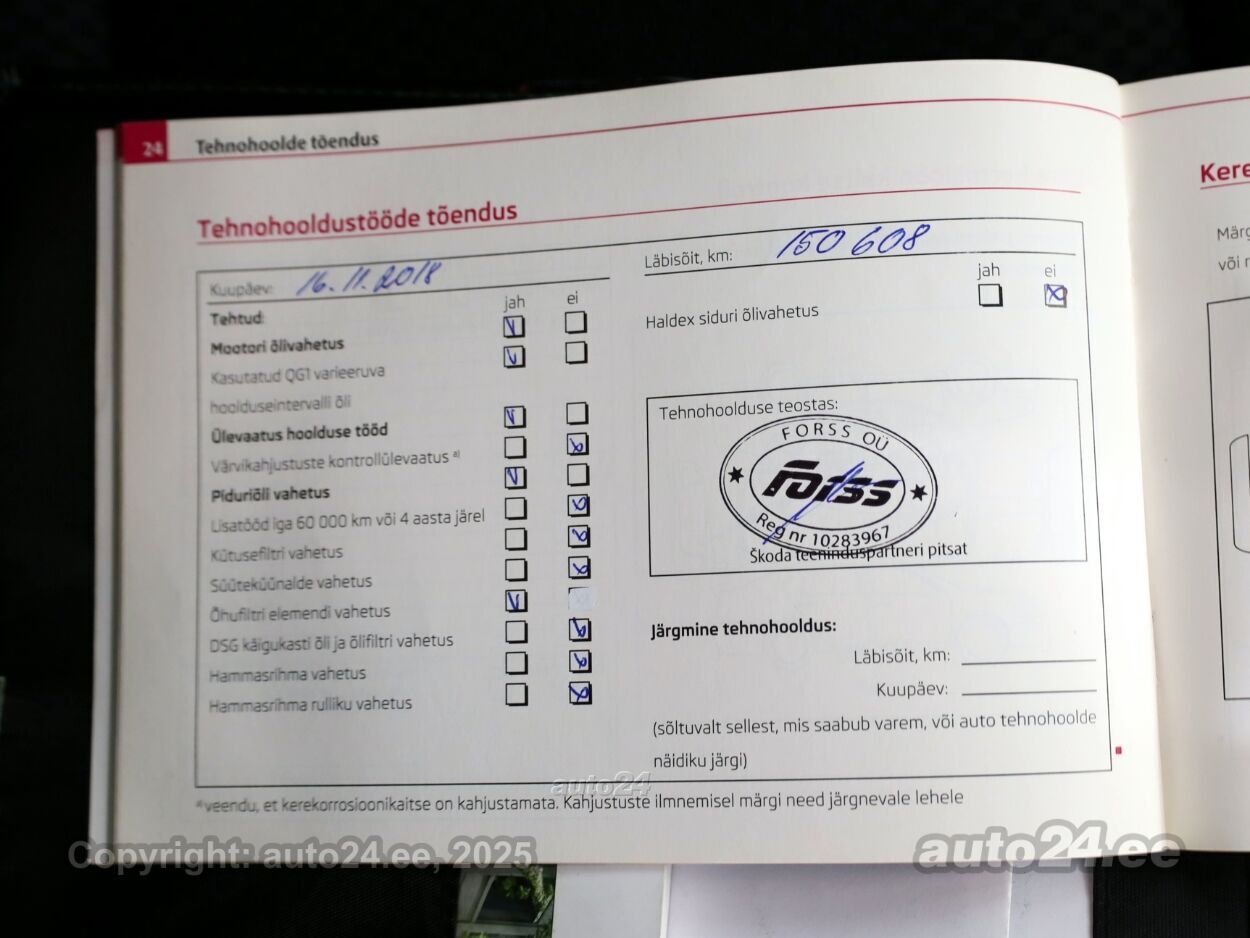 24 Tehnohoolde tõendus
Tehnohooldustööde tõendus
Kuupäev: 16.11.2018
jah ei
Tehtud:
Mootori õlivahetus
Kasutatud QG1 varieeruva
hoolduseintervalli õli
Ülevaatus hoolduse tööd
Värvikahjustuste kontrollülevaatus a)
Piduriõli vahetus
Lisatööd iga 60 000 km või 4 aasta järel
Kütusefiltri vahetus
Süüteküünalde vahetus
Õhufiltri elemendi vahetus
DSG käigukasti õli ja õlifiltri vahetus
Hammasrihma vahetus
Hammasrihma rulliku vahetus
Läbisõit, km: 150 608
jah ei
Haldex siduri õlivahetus
Tehnohoolduse teostas:
FORSS OÜ
Forss
Reg nr 10283967
Škoda teeninduspartneri pitsat
Järgmine tehnohooldus:
Läbisõit, km:
Kuupäev:
(sõltuvalt sellest, mis saabub varem, või auto tehnohoolde
näidiku järgi)
a) veendu, et kerekorrosioonikaitse on kahjustamata. Kahjustuste ilmnemisel märgi need järgnevale lehele
Kere
Märg
või r
auto24
Copyright: auto24.ee, 2025
auto24.ee